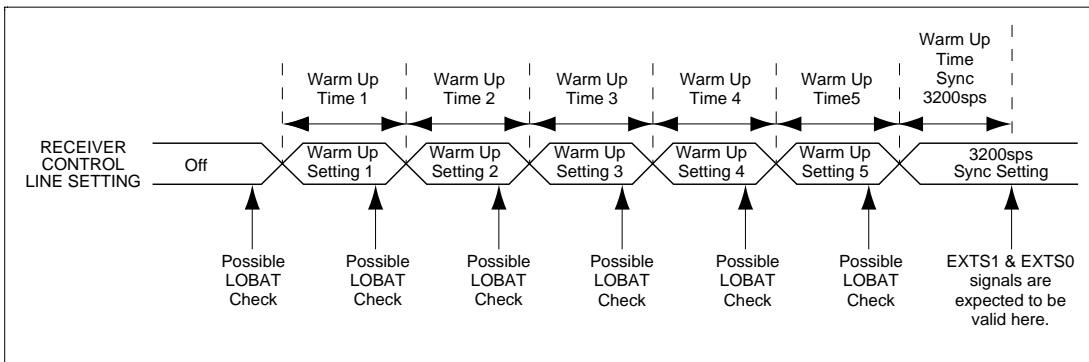 Warm Up
Time
Sync
3200sps
Warm Up
Time 1
Warm Up
Time 2
Warm Up
Time 3
Warm Up
Time 4
Warm Up
Time5
RECEIVER
CONTROL
LINE SETTING
Off
Warm Up
Setting 1
Warm Up
Setting 2
Warm Up
Setting 3
Warm Up
Setting 4
Warm Up
Setting 5
3200sps
Sync Setting
Possible
LOBAT
Check
Possible
LOBAT
Check
Possible
LOBAT
Check
Possible
LOBAT
Check
Possible
LOBAT
Check
Possible
LOBAT
Check
EXTS1 & EXTS0
signals are
expected to be
valid here.